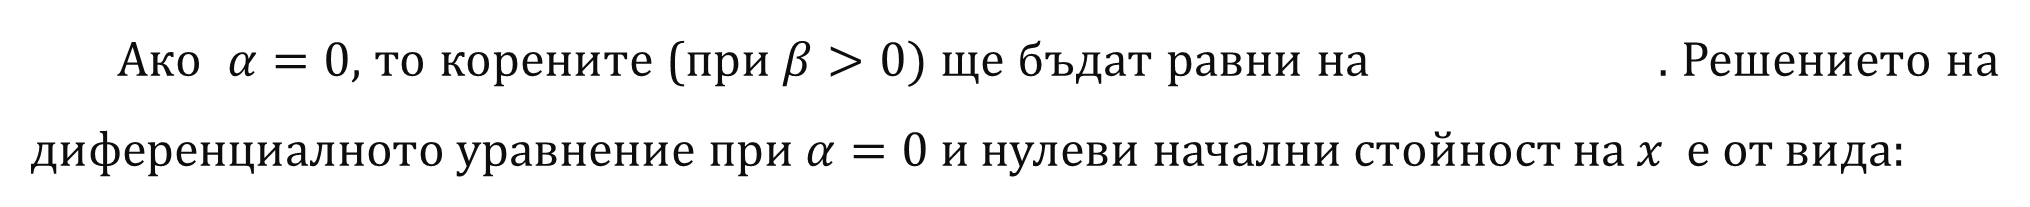 Ако α = 0, то корените (при β > 0) ще бъдат равни на . Решението на
диференциалното уравнение при α = 0 и нулеви начални стойност на x е от вида: